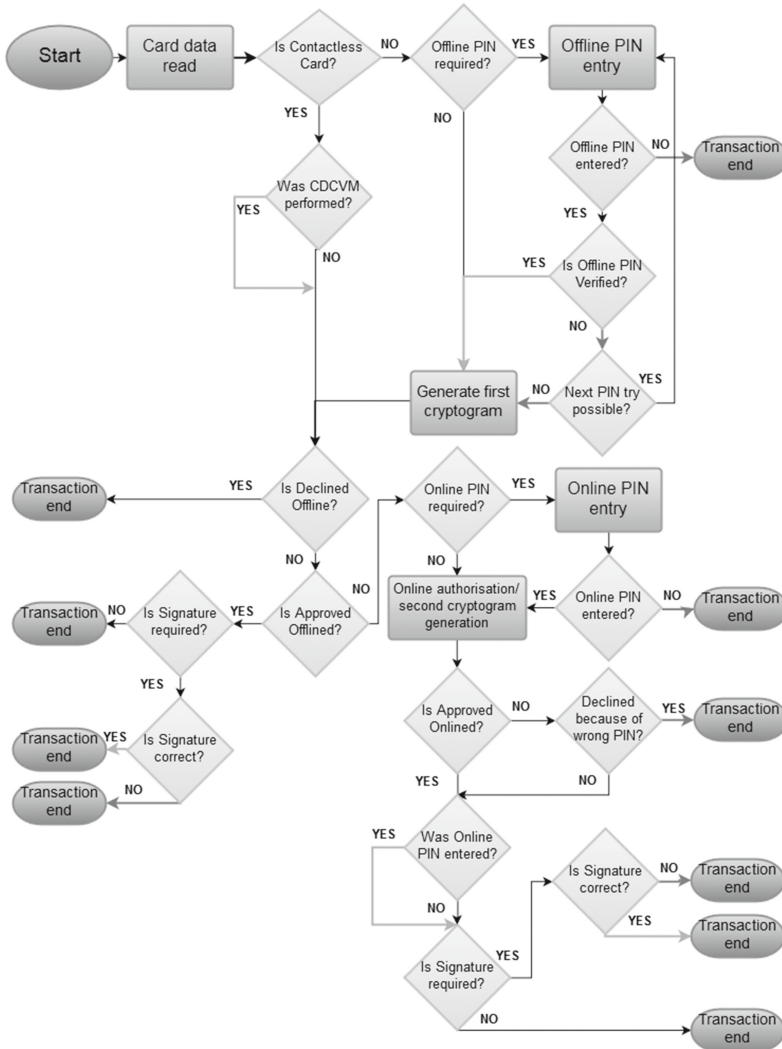 Start
Card data
read
Is Contactless
Card?
NO
Offline PIN
required?
YES
Offline PIN
entry
YES
NO
Offline PIN
entered?
NO
Transaction
end
Was CDCVM
performed?
YES
YES
NO
YES
Is Offline PIN
Verified?
NO
Generate first
cryptogram
NO
Next PIN try
possible?
YES
Transaction
end
YES
Is Declined
Offline?
Online PIN
required?
YES
Online PIN
entry
NO
NO
NO
Transaction
end
NO
Is Signature
required?
YES
Is Approved
Offlined?
Online authorisation/
second cryptogram
generation
YES
Online PIN
entered?
NO
Transaction
end
YES
Transaction
end
YES
Is Signature
correct?
Transaction
end
NO
Is Approved
Onlined?
NO
Declined
because of
wrong PIN?
YES
Transaction
end
YES
NO
YES
Was Online
PIN entered?
NO
Is Signature
correct?
NO
Transaction
end
YES
Transaction
end
Is Signature
required?
YES
NO
Transaction
end